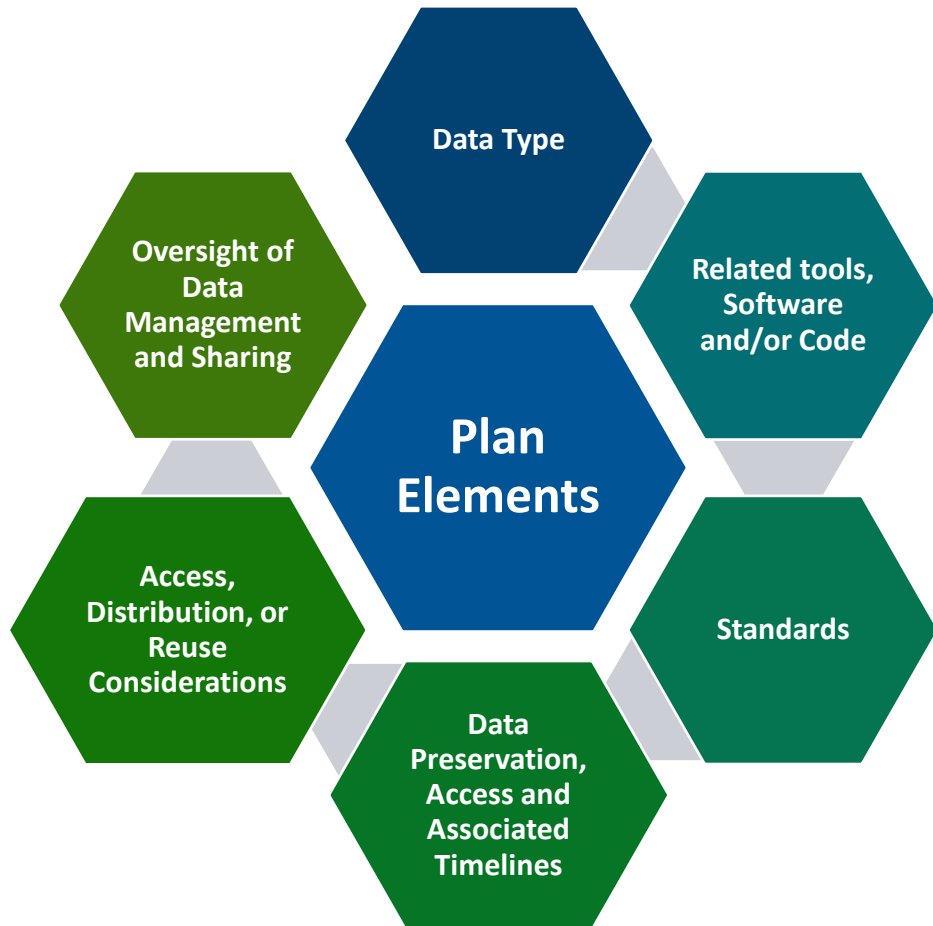 Data Type
Related tools,
Software
and/or Code
Standards
Data
Preservation,
Access and
Associated
Timelines
Access,
Distribution, or
Reuse
Considerations
Oversight of
Data
Management
and Sharing
Plan
Elements